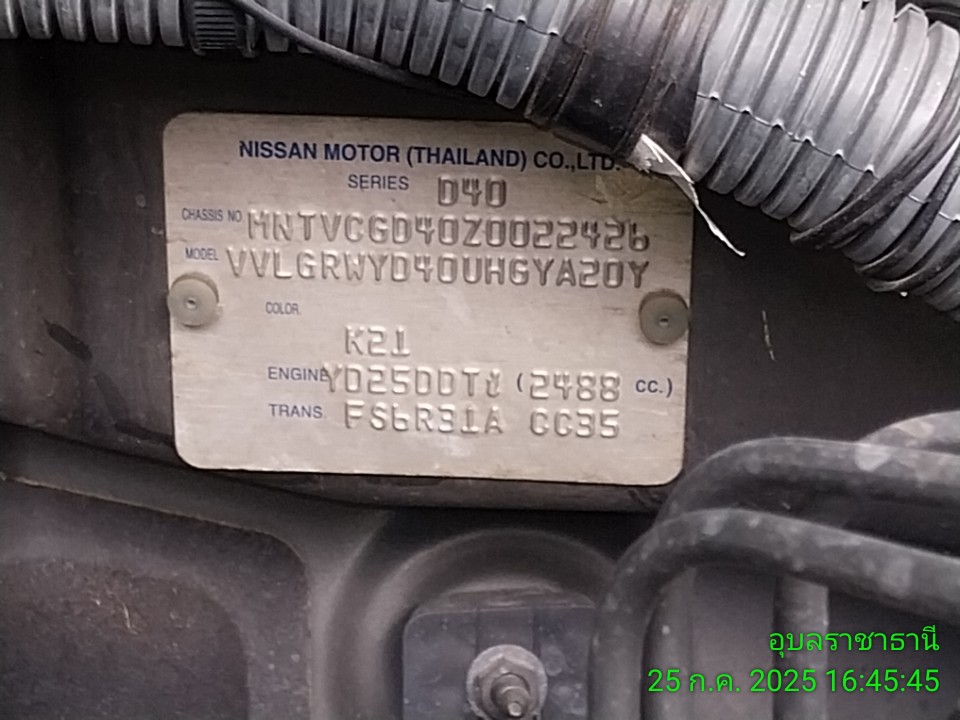 NISSAN MOTOR (THAILAND) CO.,LTD.
SERIES D40
CHASSIS NO. MNTVCGD40Z0022426
MODEL VVLGRWYD40UHGYA20Y
COLOR
K21
ENGINE YD25DDTi (2488 CC.)
TRANS. FS6R31A CC35
อุบลราชธานี
25 ก.ค. 2025 16:45:45